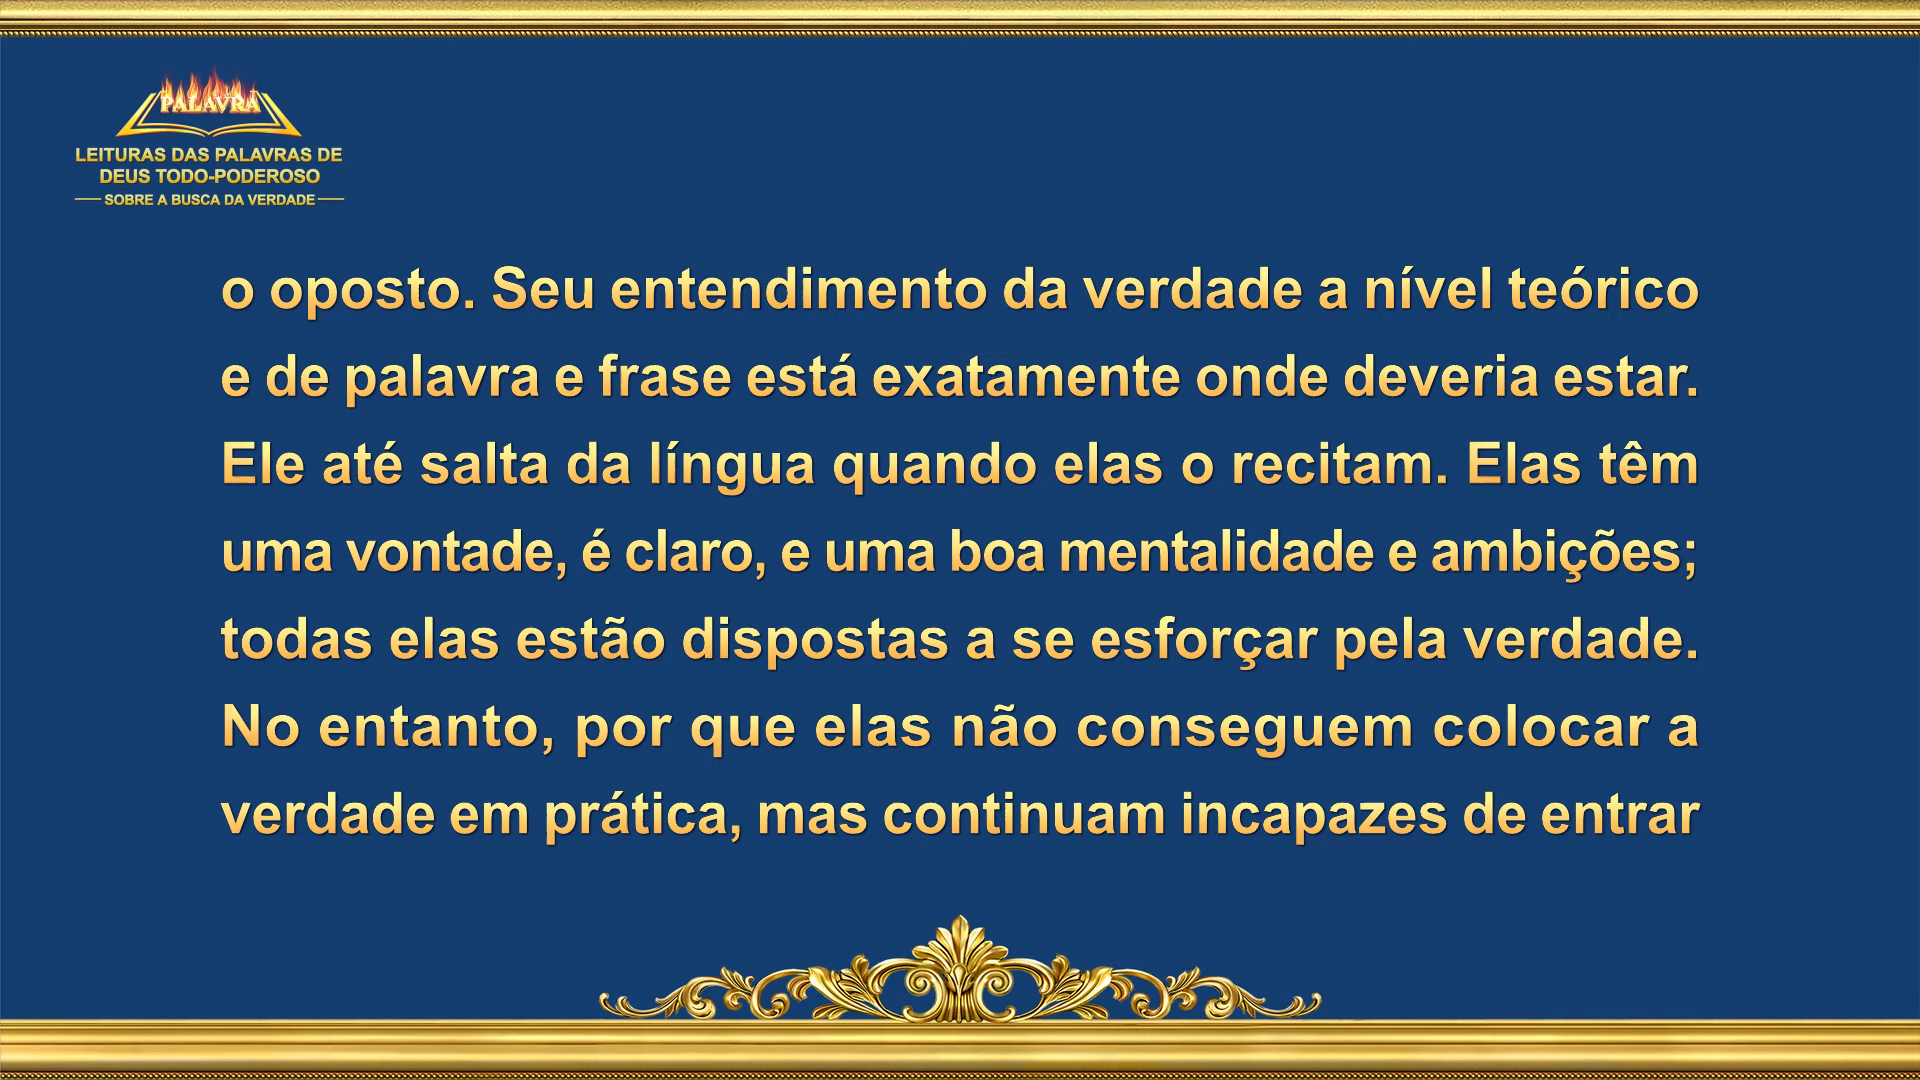 PALAVRA
LEITURAS DAS PALAVRAS DE
DEUS TODO-PODEROSO
SOBRE A BUSCA DA VERDADE
o oposto. Seu entendimento da verdade a nível teórico
e de palavra e frase está exatamente onde deveria estar.
Ele até salta da língua quando elas o recitam. Elas têm
uma vontade, é claro, e uma boa mentalidade e ambições;
todas elas estão dispostas a se esforçar pela verdade.
No entanto, por que elas não conseguem colocar a
verdade em prática, mas continuam incapazes de entrar